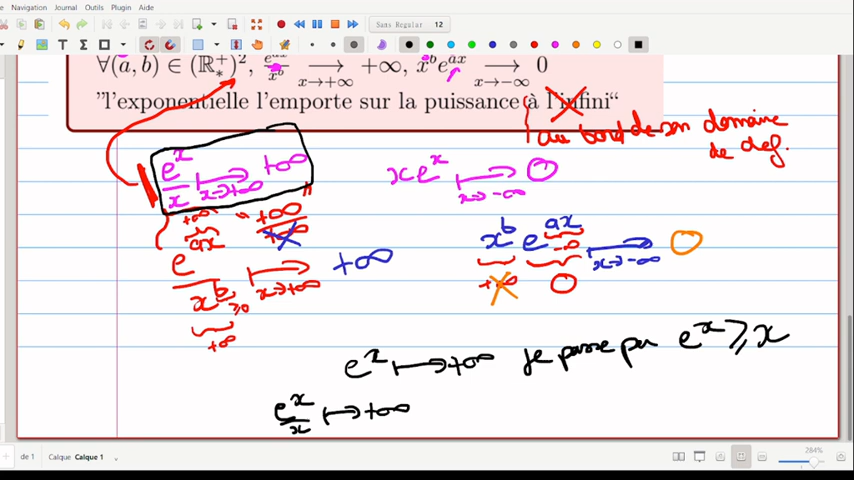 Navigation Journal Outils Plugin Aide
Sans Regular 12
∀(a, b) ∈ (ℝ₊*)², e^{ax}/x^b → +∞ (x→+∞), x^b e^{ax} → 0 (x→−∞)
"l'exponentielle l'emporte sur la puissance à l'infini“
au bord de son domaine
de def.
e^x/x ↦ +∞ (x→+∞)
x e^x ↦ 0 (x→−∞)
+∞ "+∞/+∞"
e^{ax}/x^b ↦ +∞ (x→+∞)
≥0
+∞
x^b e^{ax} ↦ 0 (x→−∞)
−∞
+∞ 0
e^x ↦ +∞ je passe par e^x ⩾ x
e^x/x ↦ +∞
de 1 Calque Calque 1 284%